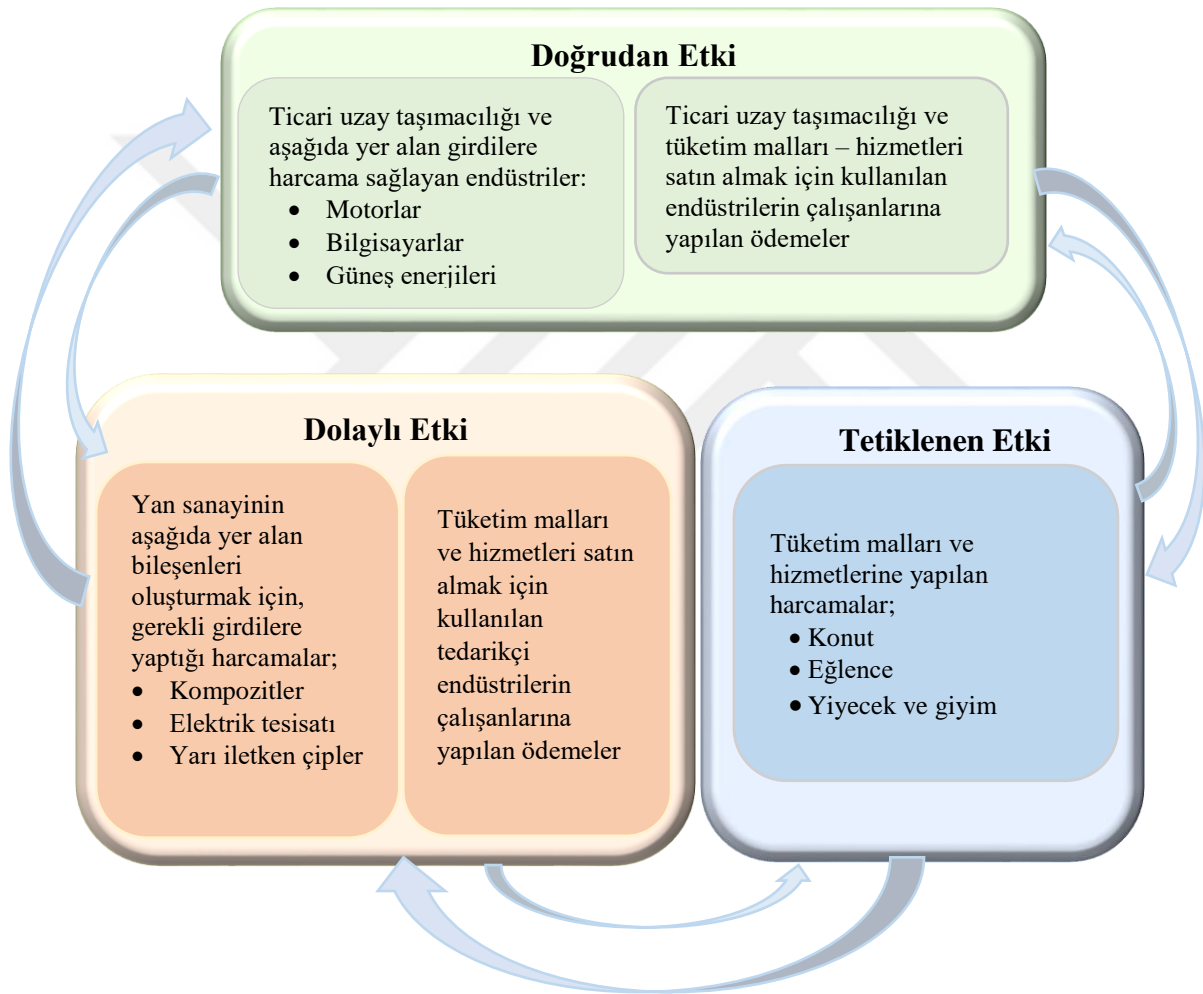 Doğrudan Etki
Ticari uzay taşımacılığı ve
aşağıda yer alan girdilere
harcama sağlayan endüstriler:
• Motorlar
• Bilgisayarlar
• Güneş enerjileri
Ticari uzay taşımacılığı ve
tüketim malları – hizmetleri
satın almak için kullanılan
endüstrilerin çalışanlarına
yapılan ödemeler
Dolaylı Etki
Yan sanayinin
aşağıda yer alan
bileşenleri
oluşturmak için,
gerekli girdilere
yaptığı harcamalar;
• Kompozitler
• Elektrik tesisatı
• Yarı iletken çipler
Tüketim malları
ve hizmetleri satın
almak için
kullanılan
tedarikçi
endüstrilerin
çalışanlarına
yapılan ödemeler
Tetiklenen Etki
Tüketim malları ve
hizmetlerine yapılan
harcamalar;
• Konut
• Eğlence
• Yiyecek ve giyim